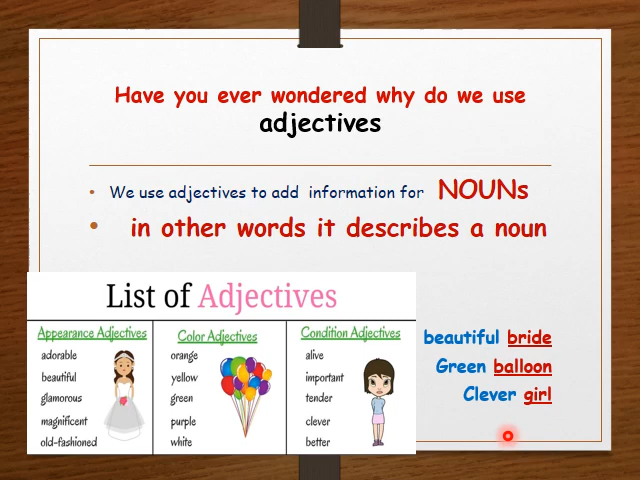 Have you ever wondered why do we use
adjectives
• We use adjectives to add information for NOUNs
• in other words it describes a noun
List of Adjectives
Appearance Adjectives
adorable
beautiful
glamorous
magnificent
old-fashioned
Color Adjectives
orange
yellow
green
purple
white
Condition Adjectives
alive
important
tender
clever
better
beautiful bride
Green balloon
Clever girl